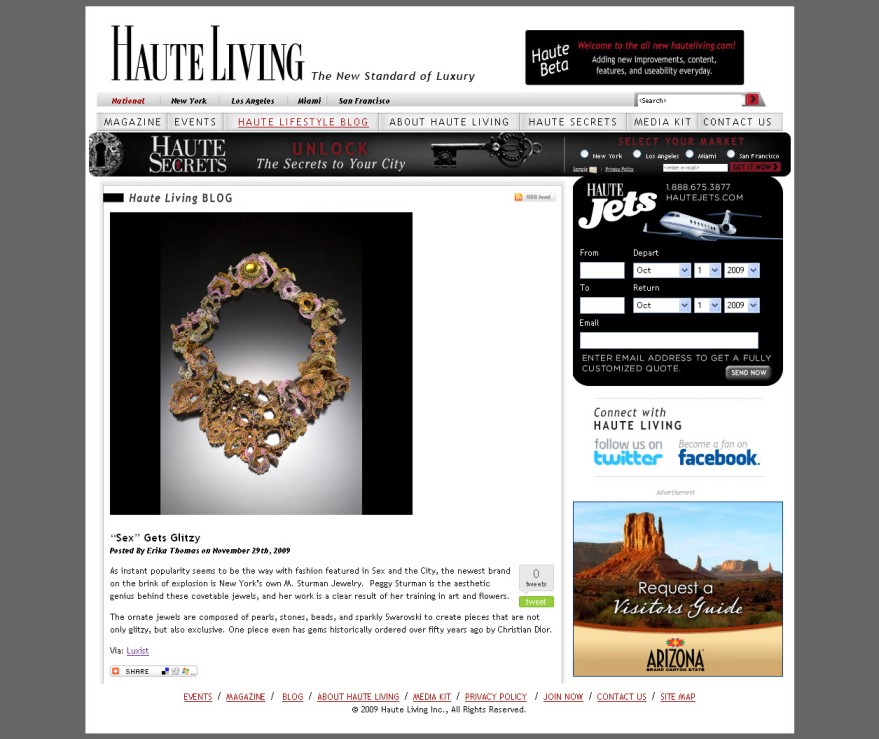 HAUTE LIVING The New Standard of Luxury
Haute Beta
Welcome to the all new hauteliving.com!
Adding new improvements, content,
features, and useability everyday.
National New York Los Angeles Miami San Francisco
<Search>
MAGAZINE EVENTS HAUTE LIFESTYLE BLOG ABOUT HAUTE LIVING HAUTE SECRETS MEDIA KIT CONTACT US
HAUTE SECRETS
UNLOCK
The Secrets to Your City
SELECT YOUR MARKET
New York Los Angeles Miami San Francisco
Sample | Privacy Policy <enter e-mail> GET IT NOW
Haute Living BLOG
RSS feed
HAUTE Jets
1.888.675.3877
HAUTEJETS.COM
From Depart
Oct 1 2009
To Return
Oct 1 2009
Email
ENTER EMAIL ADDRESS TO GET A FULLY
CUSTOMIZED QUOTE.
SEND NOW
Connect with
HAUTE LIVING
follow us on
twitter
Become a fan on
facebook.
Advertisement
Request a
Visitors Guide
ARIZONA
GRAND CANYON STATE
“Sex” Gets Glitzy
Posted By Erika Thomas on November 29th, 2009
As instant popularity seems to be the way with fashion featured in Sex and the City, the newest brand
on the brink of explosion is New York's own M. Sturman Jewelry. Peggy Sturman is the aesthetic
genius behind these covetable jewels, and her work is a clear result of her training in art and flowers.
0
tweets
tweet
The ornate jewels are composed of pearls, stones, beads, and sparkly Swarovski to create pieces that are not
only glitzy, but also exclusive. One piece even has gems historically ordered over fifty years ago by Christian Dior.
Via: Luxist
SHARE
EVENTS / MAGAZINE / BLOG / ABOUT HAUTE LIVING / MEDIA KIT / PRIVACY POLICY / JOIN NOW / CONTACT US / SITE MAP
© 2009 Haute Living Inc., All Rights Reserved.